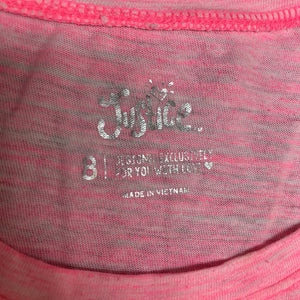 Justice
8 | DESIGNED EXCLUSIVELY
FOR YOU WITH LOVE
MADE IN VIETNAM